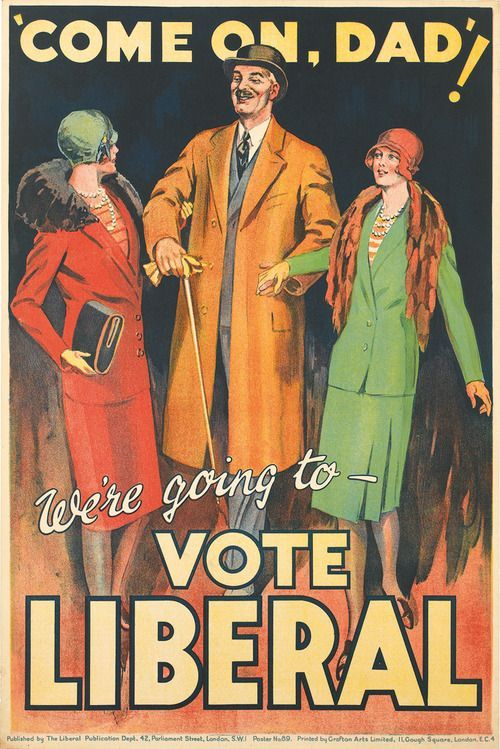 'COME ON, DAD'!
We're going to —
VOTE
LIBERAL
Published by The Liberal Publication Dept. 42, Parliament Street, London, S.W.1 Poster No 89. Printed by Grafton Arts Limited, 11, Gough Square, London, E.C.4